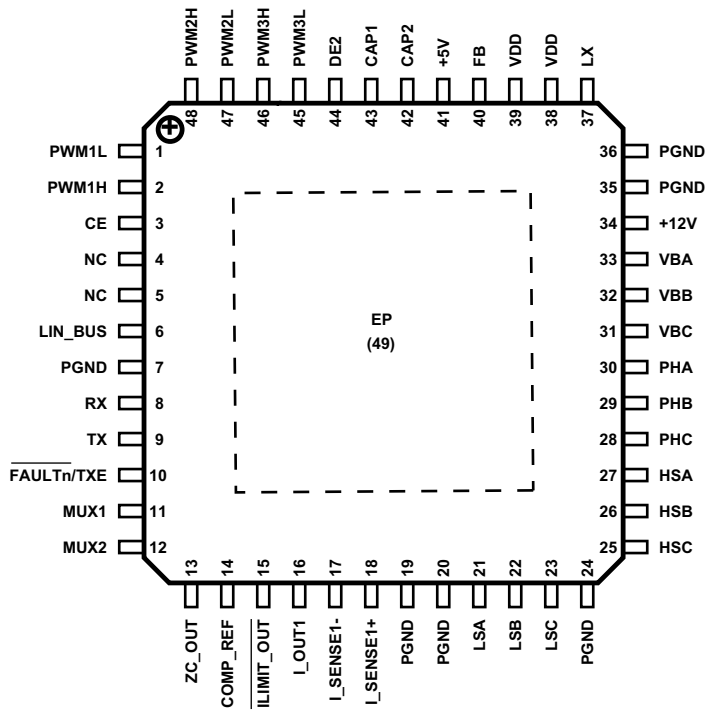 PWM2H
PWM2L
PWM3H
PWM3L
DE2
CAP1
CAP2
+5V
FB
VDD
VDD
LX
48
47
46
45
44
43
42
41
40
39
38
37
PWM1L 1
PWM1H 2
CE 3
NC 4
NC 5
LIN_BUS 6
PGND 7
RX 8
TX 9
FAULTn/TXE 10
MUX1 11
MUX2 12
EP
(49)
36 PGND
35 PGND
34 +12V
33 VBA
32 VBB
31 VBC
30 PHA
29 PHB
28 PHC
27 HSA
26 HSB
25 HSC
13
14
15
16
17
18
19
20
21
22
23
24
ZC_OUT
COMP_REF
ILIMIT_OUT
I_OUT1
I_SENSE1-
I_SENSE1+
PGND
PGND
LSA
LSB
LSC
PGND